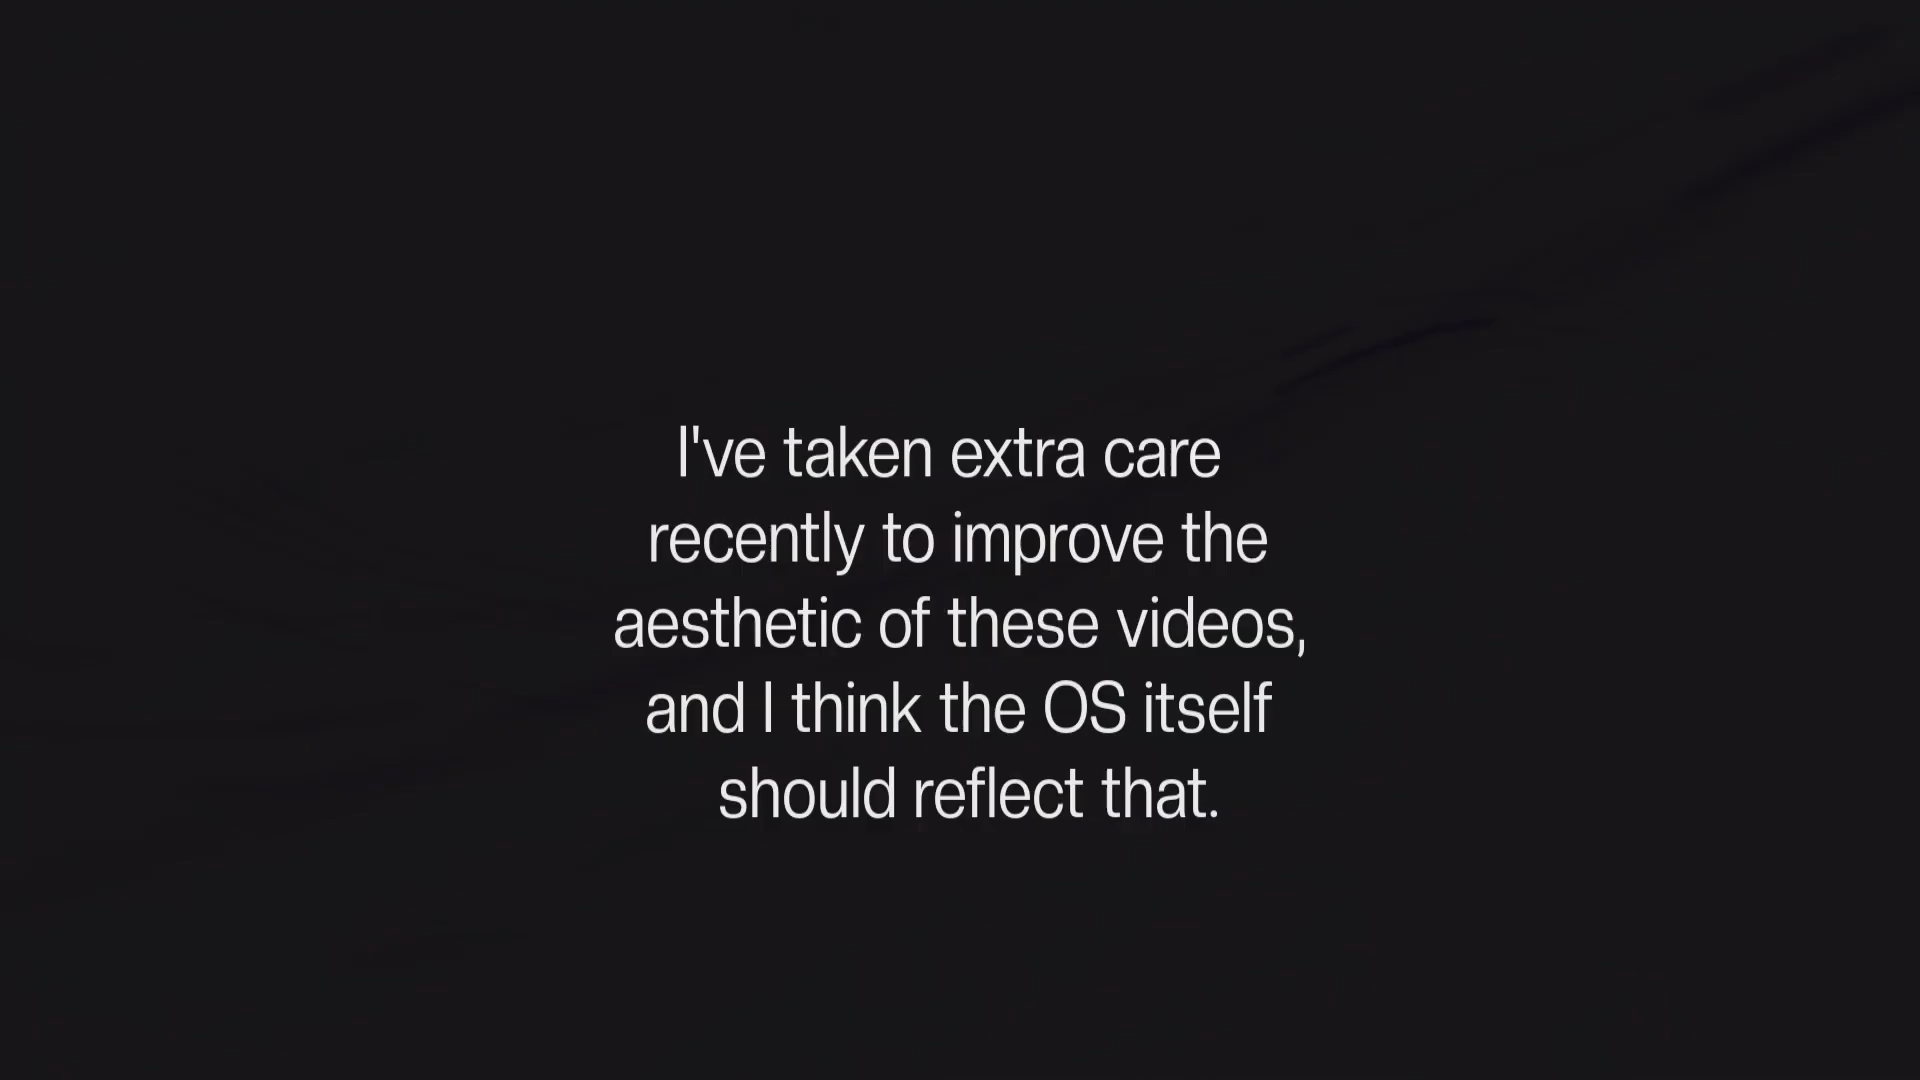 I've taken extra care
recently to improve the
aesthetic of these videos,
and I think the OS itself
should reflect that.